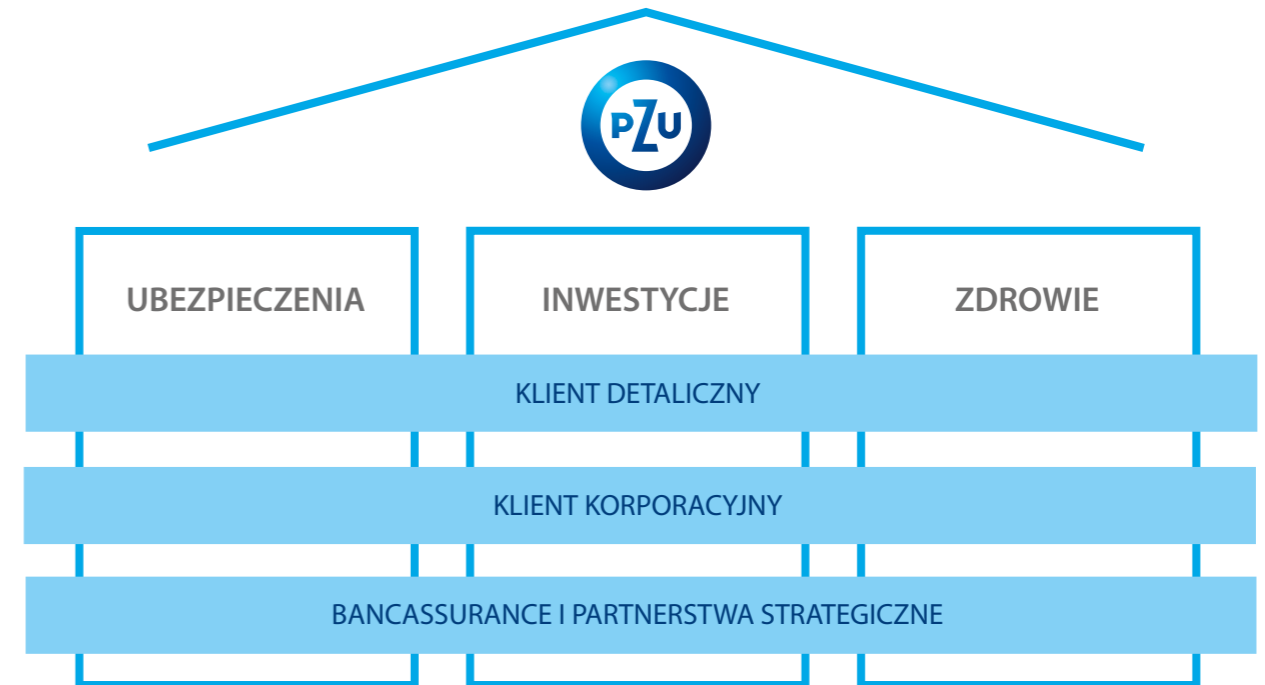 PZU
UBEZPIECZENIA
INWESTYCJE
ZDROWIE
KLIENT DETALICZNY
KLIENT KORPORACYJNY
BANCASSURANCE I PARTNERSTWA STRATEGICZNE